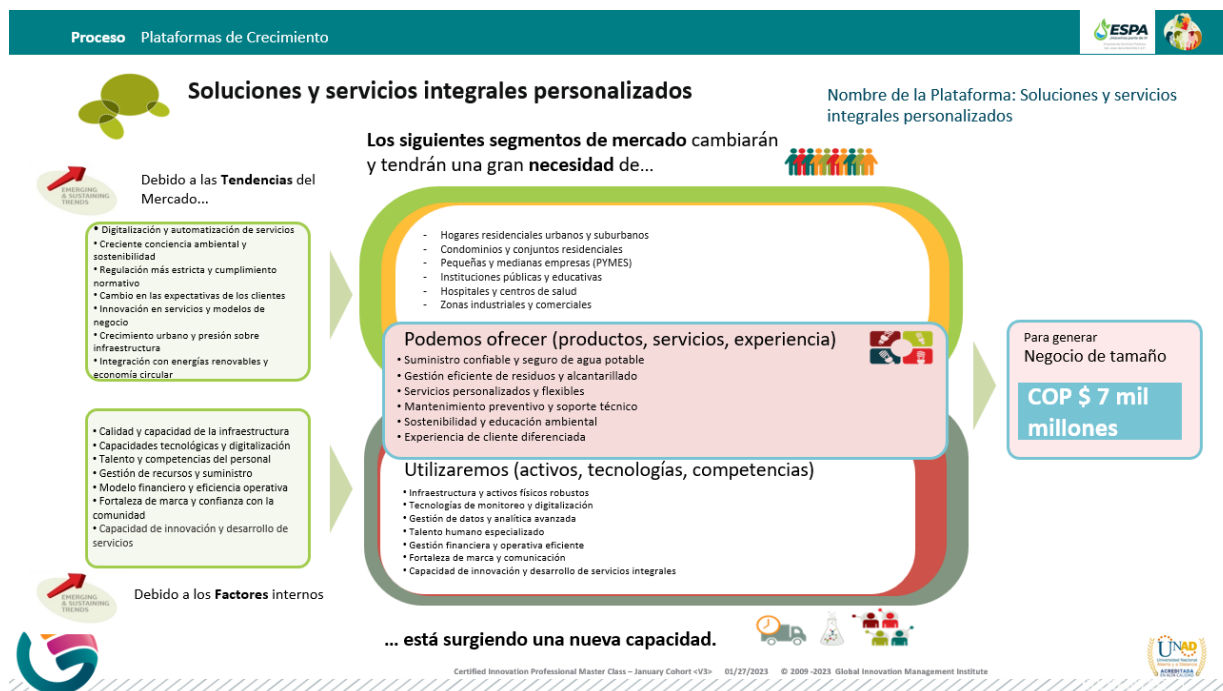 Proceso Plataformas de Crecimiento
ESPA
Soluciones y servicios integrales personalizados
Nombre de la Plataforma: Soluciones y servicios
integrales personalizados
Los siguientes segmentos de mercado cambiarán
y tendrán una gran necesidad de...
EMERGING
& SUSTAINING
TRENDS
Debido a las Tendencias del
Mercado...
• Digitalización y automatización de servicios
• Creciente conciencia ambiental y
sostenibilidad
• Regulación más estricta y cumplimiento
normativo
• Cambio en las expectativas de los clientes
• Innovación en servicios y modelos de
negocio
• Crecimiento urbano y presión sobre
infraestructura
• Integración con energías renovables y
economía circular
- Hogares residenciales urbanos y suburbanos
- Condominios y conjuntos residenciales
- Pequeñas y medianas empresas (PYMES)
- Instituciones públicas y educativas
- Hospitales y centros de salud
- Zonas industriales y comerciales
Podemos ofrecer (productos, servicios, experiencia)
• Suministro confiable y seguro de agua potable
• Gestión eficiente de residuos y alcantarillado
• Servicios personalizados y flexibles
• Mantenimiento preventivo y soporte técnico
• Sostenibilidad y educación ambiental
• Experiencia de cliente diferenciada
Para generar
Negocio de tamaño
COP $ 7 mil
millones
• Calidad y capacidad de la infraestructura
• Capacidades tecnológicas y digitalización
• Talento y competencias del personal
• Gestión de recursos y suministro
• Modelo financiero y eficiencia operativa
• Fortaleza de marca y confianza con la
comunidad
• Capacidad de innovación y desarrollo de
servicios
Utilizaremos (activos, tecnologías, competencias)
• Infraestructura y activos físicos robustos
• Tecnologías de monitoreo y digitalización
• Gestión de datos y analítica avanzada
• Talento humano especializado
• Gestión financiera y operativa eficiente
• Fortaleza de marca y comunicación
• Capacidad de innovación y desarrollo de servicios integrales
EMERGING
& SUSTAINING
TRENDS
Debido a los Factores internos
... está surgiendo una nueva capacidad.
Certified Innovation Professional Master Class – January Cohort <V3> 01/27/2023 © 2009 -2023 Global Innovation Management Institute
UNAD
Universidad Nacional
Abierta y a Distancia
ACREDITADA
EN ALTA CALIDAD